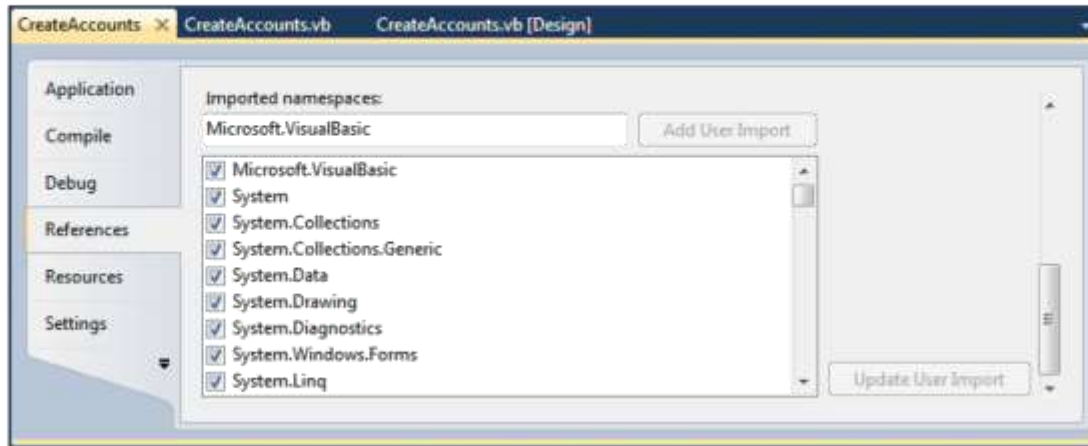 CreateAccounts CreateAccounts.vb CreateAccounts.vb [Design]
Application
Compile
Debug
References
Resources
Settings
Imported namespaces:
Microsoft.VisualBasic Add User Import
Microsoft.VisualBasic
System
System.Collections
System.Collections.Generic
System.Data
System.Drawing
System.Diagnostics
System.Windows.Forms
System.Linq
Update User Import